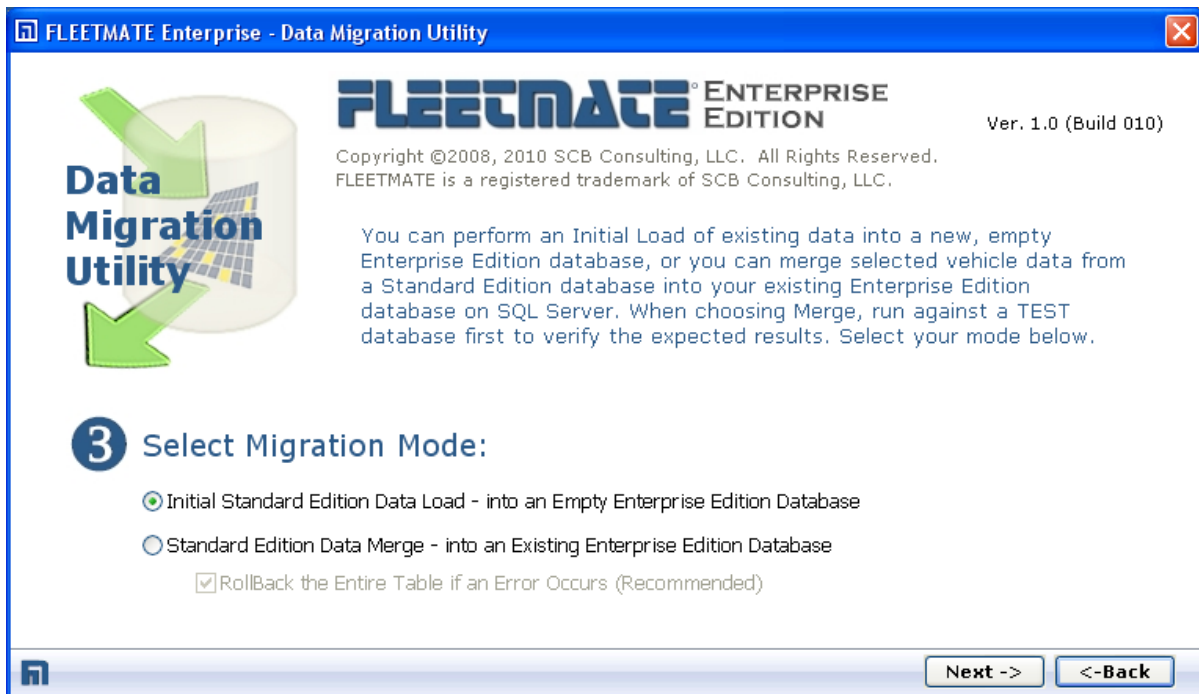 FLEETMATE Enterprise - Data Migration Utility
FLEETMATE ENTERPRISE EDITION
Ver. 1.0 (Build 010)
Copyright ©2008, 2010 SCB Consulting, LLC. All Rights Reserved.
FLEETMATE is a registered trademark of SCB Consulting, LLC.
Data
Migration
Utility
You can perform an Initial Load of existing data into a new, empty
Enterprise Edition database, or you can merge selected vehicle data from
a Standard Edition database into your existing Enterprise Edition
database on SQL Server. When choosing Merge, run against a TEST
database first to verify the expected results. Select your mode below.
3 Select Migration Mode:
Initial Standard Edition Data Load - into an Empty Enterprise Edition Database
Standard Edition Data Merge - into an Existing Enterprise Edition Database
RollBack the Entire Table if an Error Occurs (Recommended)
Next -> <-Back